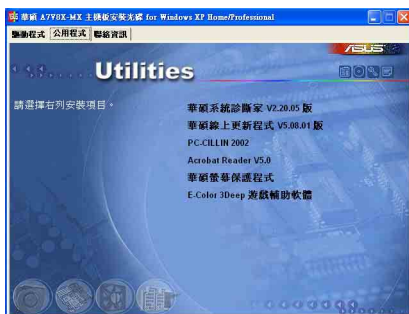 華碩 A7V8X-MX 主機板安裝光碟 for Windows XP Home/Professional
驅動程式 公用程式 聯絡資訊
ASUS
Utilities
請選擇右列安裝項目。
華碩系統診斷家 V2.20.05 版
華碩線上更新程式 V5.08.01 版
PC-CILLIN 2002
Acrobat Reader V5.0
華碩螢幕保護程式
E-Color 3Deep 遊戲輔助軟體